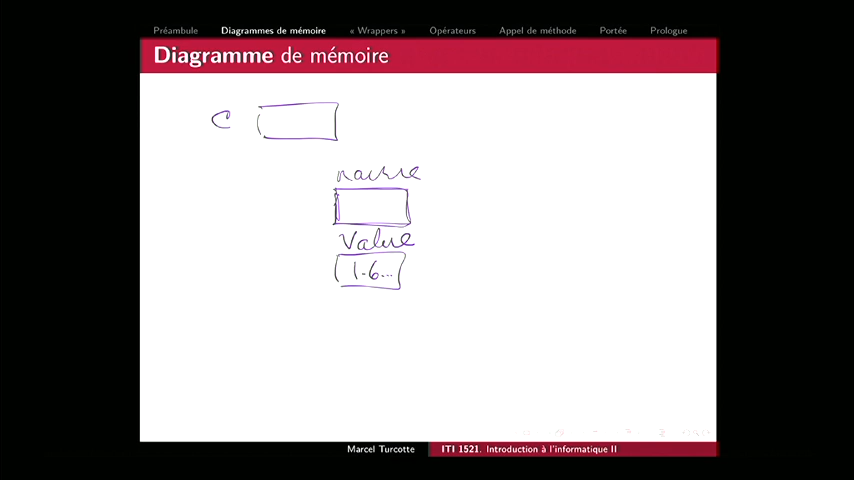 Préambule Diagrammes de mémoire « Wrappers » Opérateurs Appel de méthode Portée Prologue
Diagramme de mémoire
C
name
value
1.6...
Marcel Turcotte ITI 1521. Introduction à l'informatique II